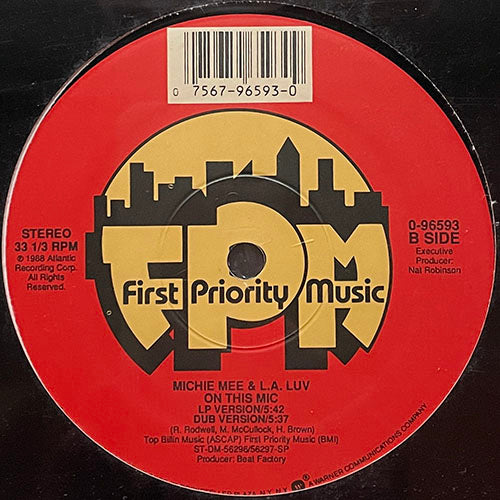 0 7567-96593-0
FPM
First Priority Music
STEREO
33 1/3 RPM
℗ 1988 Atlantic
Recording Corp.
All Rights
Reserved.
0-96593
B SIDE
Executive
Producer:
Nat Robinson
MICHIE MEE & L.A. LUV
ON THIS MIC
LP VERSION/5:42
DUB VERSION/5:37
(R. Rodwell, M. McCullock, H. Brown)
Top Billin Music (ASCAP) First Priority Music (BMI)
ST-DM-56296/56297-SP
Producer: Beat Factory
NY, NY A WARNER COMMUNICATIONS COMPANY